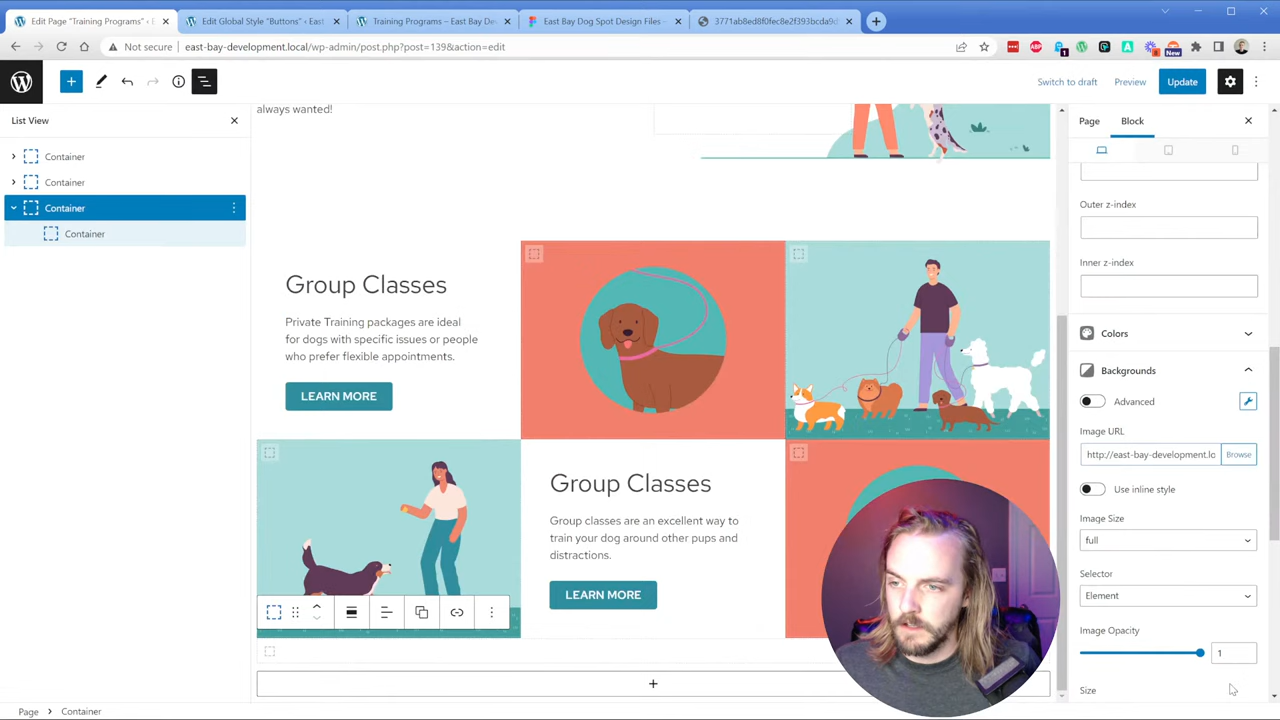 Edit Page "Training Programs" ‹ E
Edit Global Style "Buttons" ‹ East
Training Programs – East Bay Dev
East Bay Dog Spot Design Files –
3771ab8ed8f0fec8e2f393bcda9d
Not secure
east-bay-development.local/wp-admin/post.php?post=139&action=edit
New
Switch to draft
Preview
Update
List View
Container
Container
Container
Container
always wanted!
Group Classes
Private Training packages are ideal
for dogs with specific issues or people
who prefer flexible appointments.
LEARN MORE
Group Classes
Group classes are an excellent way to
train your dog around other pups and
distractions.
LEARN MORE
Page
Block
Outer z-index
Inner z-index
Colors
Backgrounds
Advanced
Image URL
http://east-bay-development.lo
Browse
Use inline style
Image Size
full
Selector
Element
Image Opacity
1
Size
Page
Container